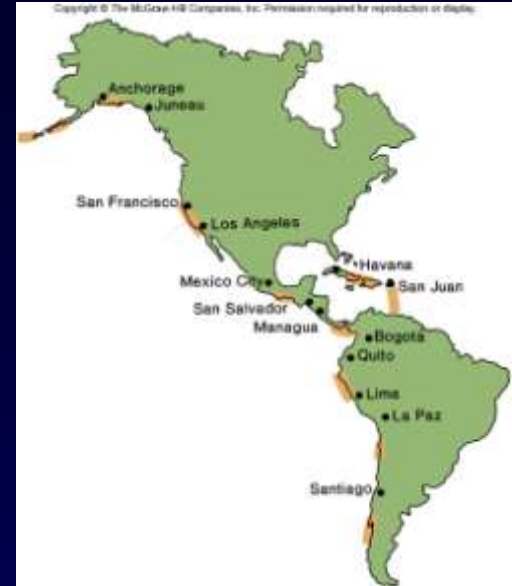 Copyright © The McGraw-Hill Companies, Inc. Permission required for reproduction or display.
Anchorage
Juneau
San Francisco
Los Angeles
Havana
Mexico City
San Juan
San Salvador
Managua
Bogota
Quito
Lima
La Paz
Santiago